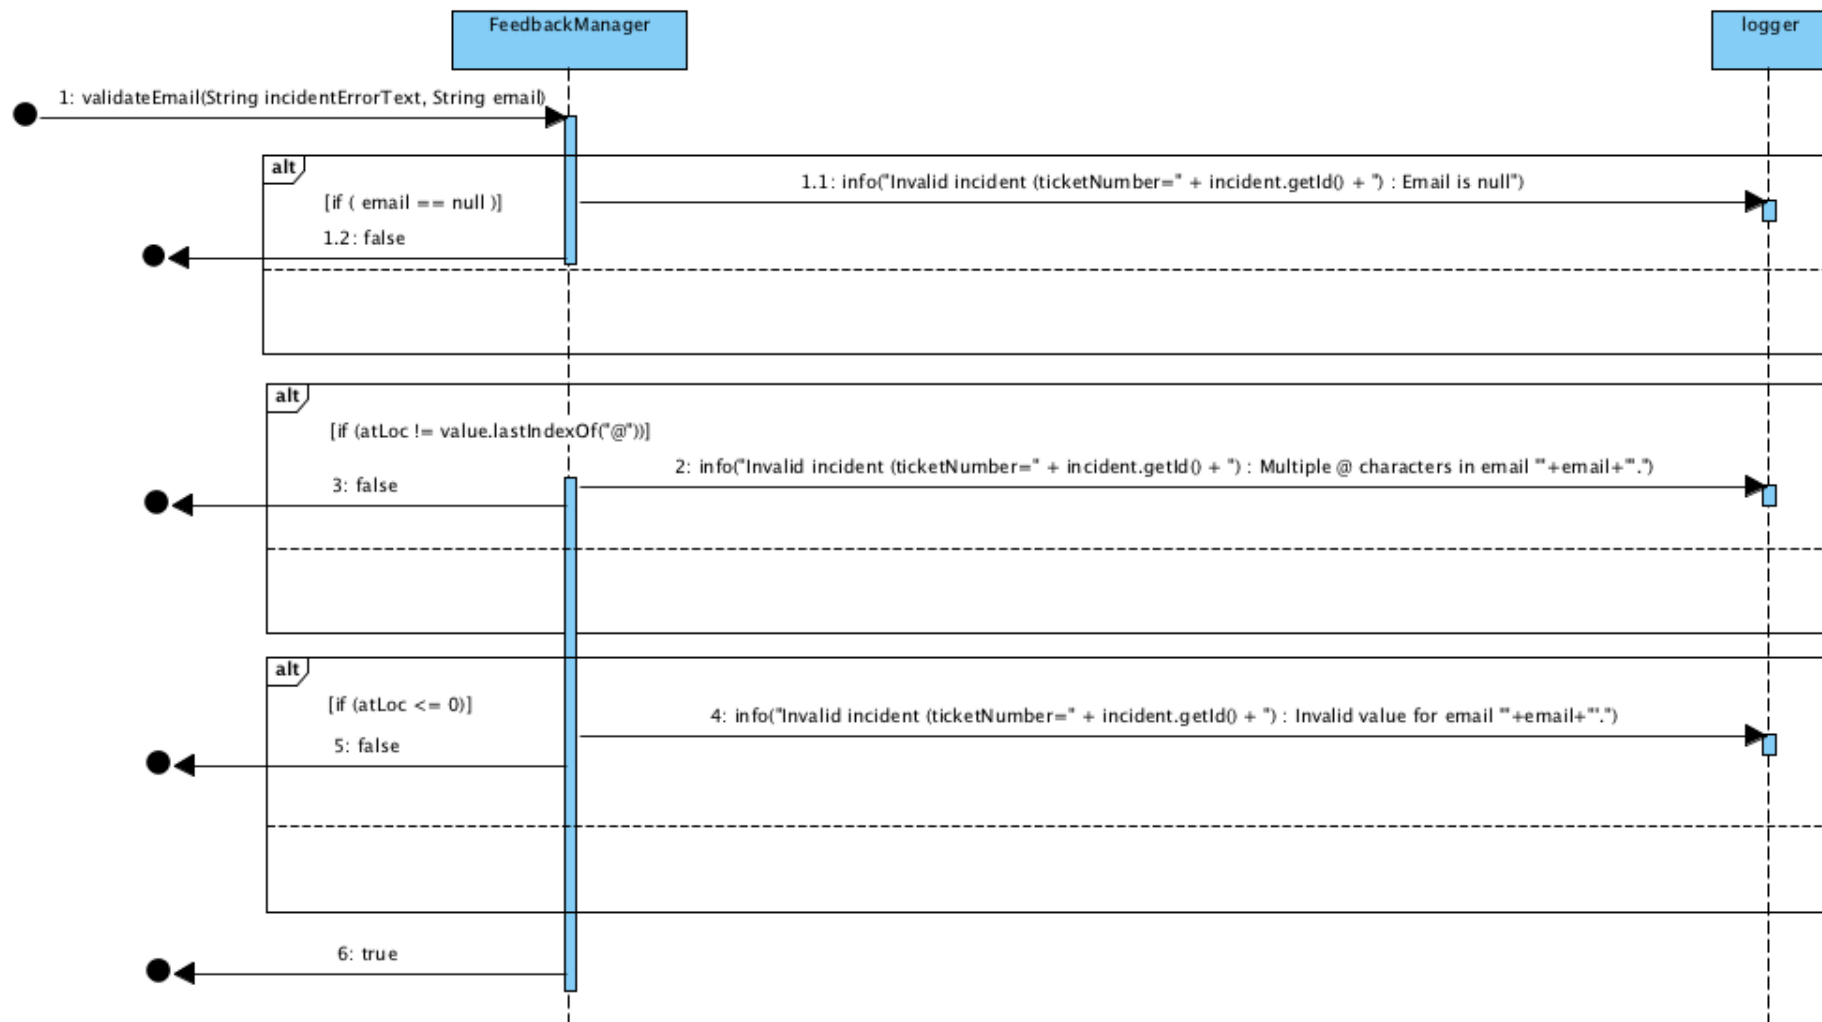 FeedbackManager
logger
1: validateEmail(String incidentErrorText, String email)
alt
1.1: info("Invalid incident (ticketNumber=" + incident.getId() + ") : Email is null")
[if ( email == null )]
1.2: false
alt
[if (atLoc != value.lastIndexOf("@"))]
2: info("Invalid incident (ticketNumber=" + incident.getId() + ") : Multiple @ characters in email '"+email+"'.")
3: false
alt
[if (atLoc <= 0)]
4: info("Invalid incident (ticketNumber=" + incident.getId() + ") : Invalid value for email '"+email+"'.")
5: false
6: true